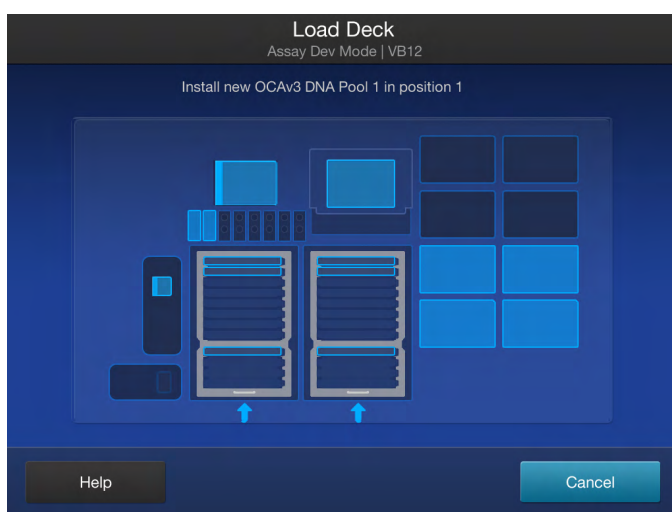 Load Deck
Assay Dev Mode | VB12
Install new OCAv3 DNA Pool 1 in position 1
Help
Cancel